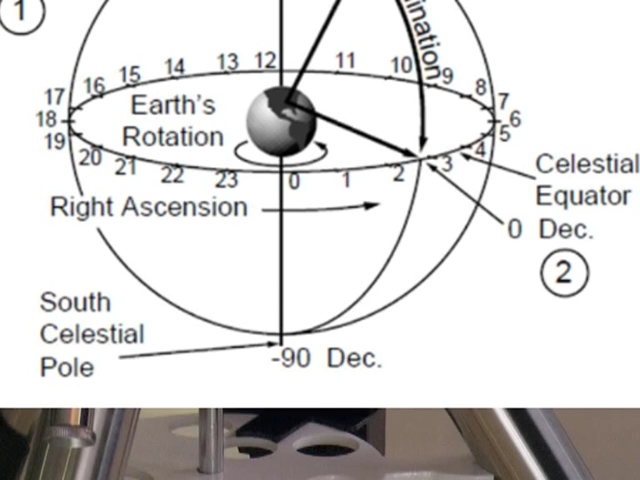 1
ination
13 12 11
14 10
15 9
16 8
17 7
Earth's
18 6
Rotation
19 5
20 4
21 3
22 23 0 1 2
Celestial
Equator
Right Ascension
0 Dec.
2
South
Celestial
Pole
-90 Dec.